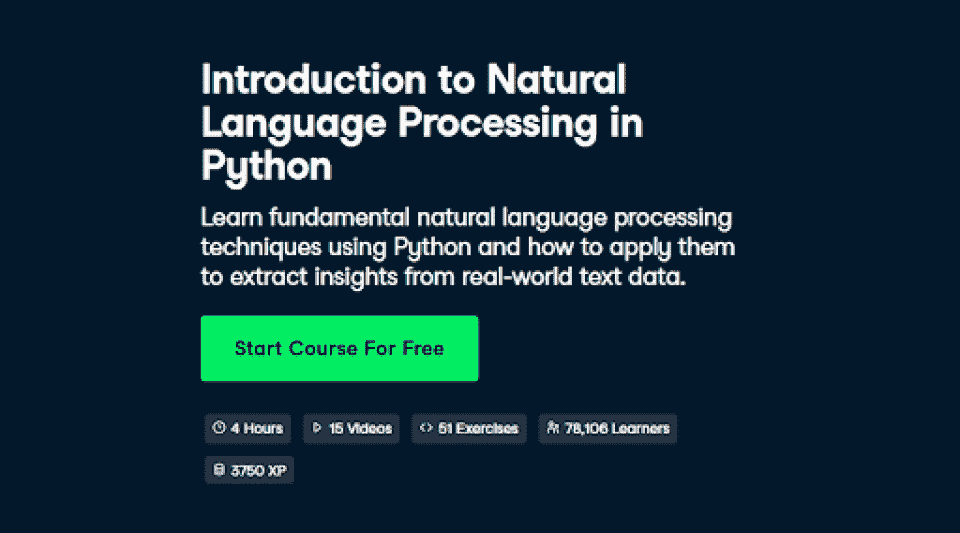 Introduction to Natural
Language Processing in
Python
Learn fundamental natural language processing
techniques using Python and how to apply them
to extract insights from real-world text data.
Start Course For Free
4 Hours 15 Videos 51 Exercises 78,106 Learners
3750 XP